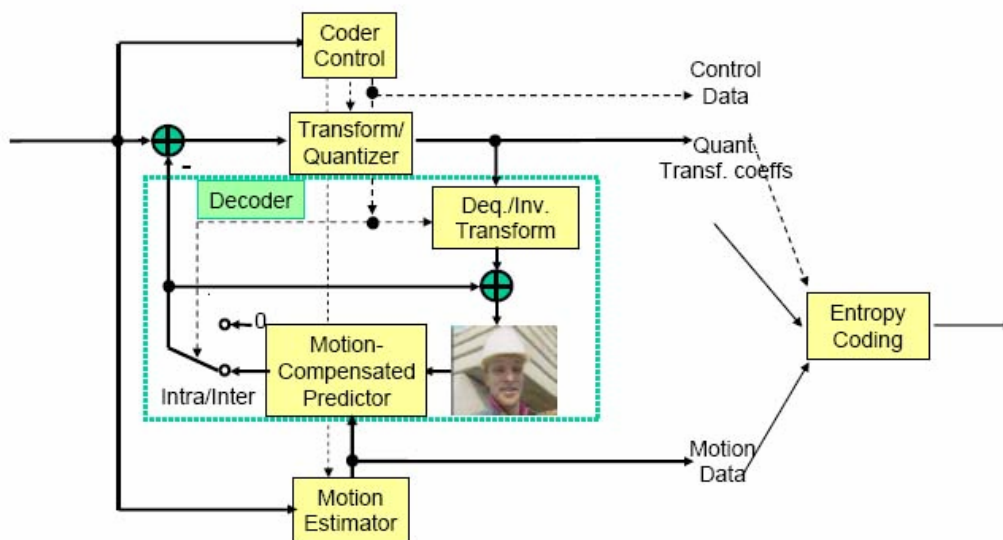 Coder
Control
Control
Data
Transform/
Quantizer
Quant.
Transf. coeffs
-
Decoder
Deq./Inv.
Transform
0
Motion-
Compensated
Predictor
Intra/Inter
Entropy
Coding
Motion
Data
Motion
Estimator